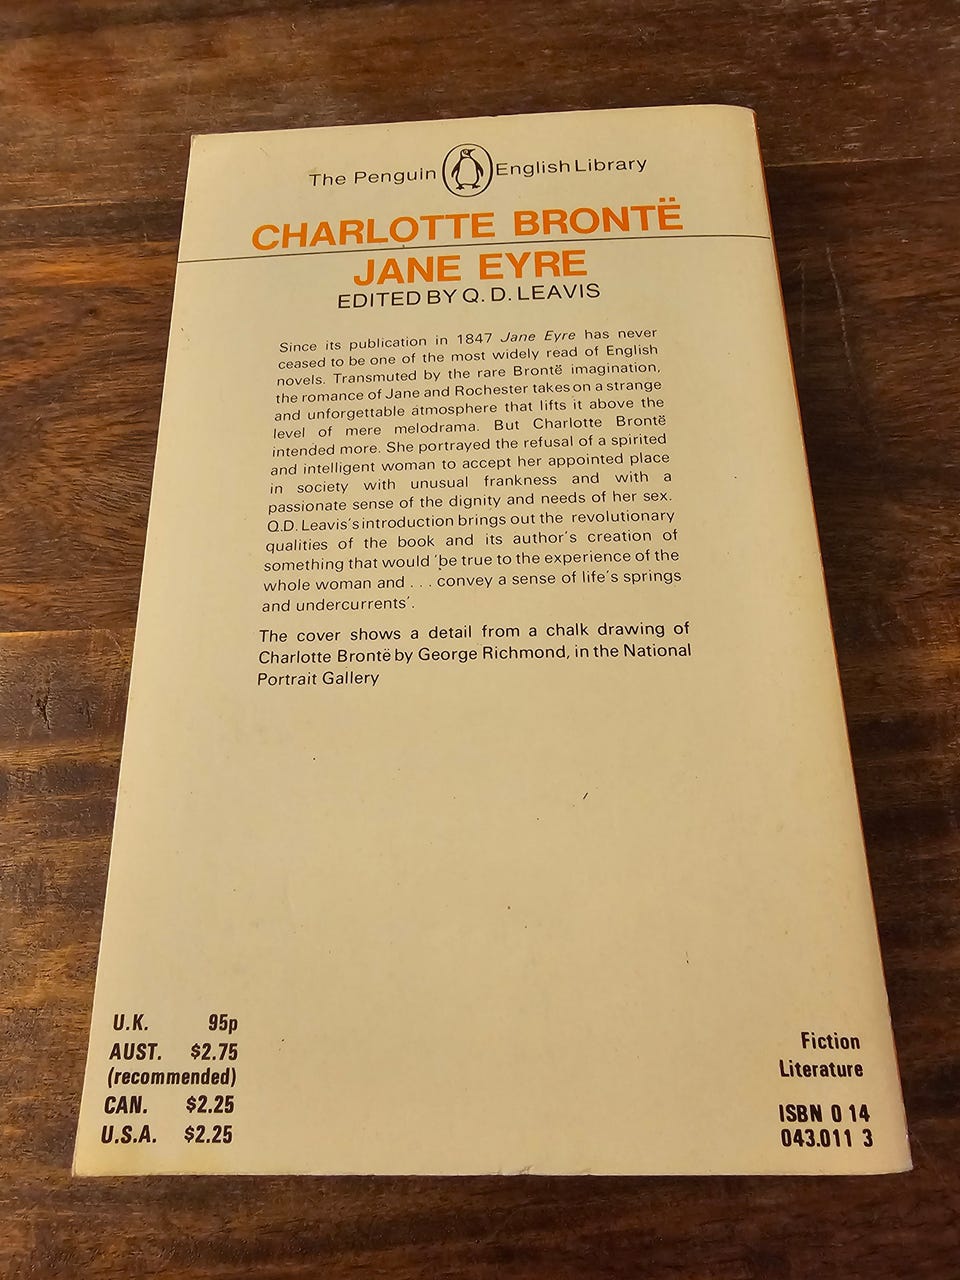 The Penguin English Library
CHARLOTTE BRONTË
JANE EYRE
EDITED BY Q. D. LEAVIS
Since its publication in 1847 Jane Eyre has never
ceased to be one of the most widely read of English
novels. Transmuted by the rare Brontë imagination,
the romance of Jane and Rochester takes on a strange
and unforgettable atmosphere that lifts it above the
level of mere melodrama. But Charlotte Brontë
intended more. She portrayed the refusal of a spirited
and intelligent woman to accept her appointed place
in society with unusual frankness and with a
passionate sense of the dignity and needs of her sex.
Q.D. Leavis's introduction brings out the revolutionary
qualities of the book and its author's creation of
something that would 'be true to the experience of the
whole woman and . . . convey a sense of life's springs
and undercurrents'.
The cover shows a detail from a chalk drawing of
Charlotte Brontë by George Richmond, in the National
Portrait Gallery
U.K. 95p
AUST. $2.75
(recommended)
CAN. $2.25
U.S.A. $2.25
Fiction
Literature
ISBN 0 14
043.011 3